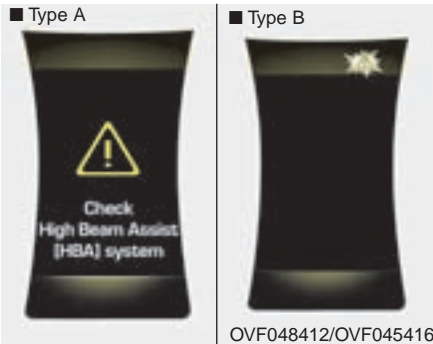 ■ Type A
■ Type B
Check
High Beam Assist
[HBA] system
OVF048412/OVF045416